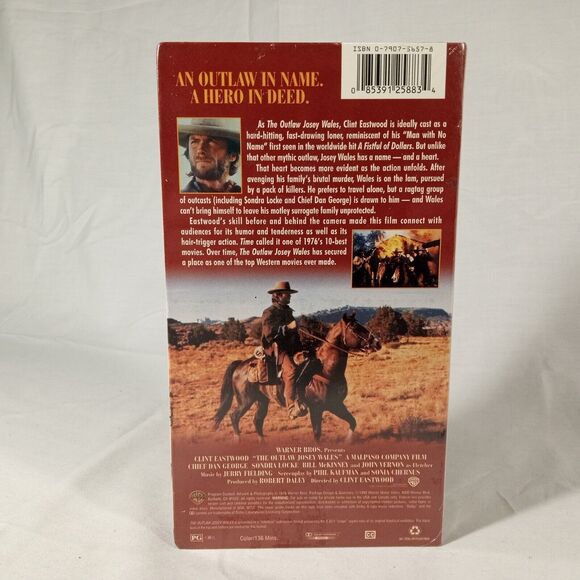 ISBN 0-7907-3657-8
0 85391 25883 4
AN OUTLAW IN NAME.
A HERO IN DEED.
As The Outlaw Josey Wales, Clint Eastwood is ideally cast as a
hard-hitting, fast-drawing loner, reminiscent of his "Man with No
Name" first seen in the worldwide hit A Fistful of Dollars. But unlike
that other mythic outlaw, Josey Wales has a name — and a heart.
That heart becomes more evident as the action unfolds. After
avenging his family's brutal murder, Wales is on the lam, pursued
by a pack of killers. He prefers to travel alone, but a ragtag group
of outcasts (including Sondra Locke and Chief Dan George) is drawn to him — and Wales
can't bring himself to leave his motley surrogate family unprotected.
Eastwood's skill before and behind the camera made this film connect with
audiences for its humor and tenderness as well as its
hair-trigger action. Time called it one of 1976's 10-best
movies. Over time, The Outlaw Josey Wales has secured
a place as one of the top Western movies ever made.
WARNER BROS. Presents
CLINT EASTWOOD "THE OUTLAW JOSEY WALES" A MALPASO COMPANY FILM
CHIEF DAN GEORGE SONDRA LOCKE BILL McKINNEY and JOHN VERNON as Fletcher
Music by JERRY FIELDING Screenplay by PHIL KAUFMAN and SONIA CHERNUS
Produced by ROBERT DALEY Directed by CLINT EASTWOOD
PG
Color/136 Mins.
CC